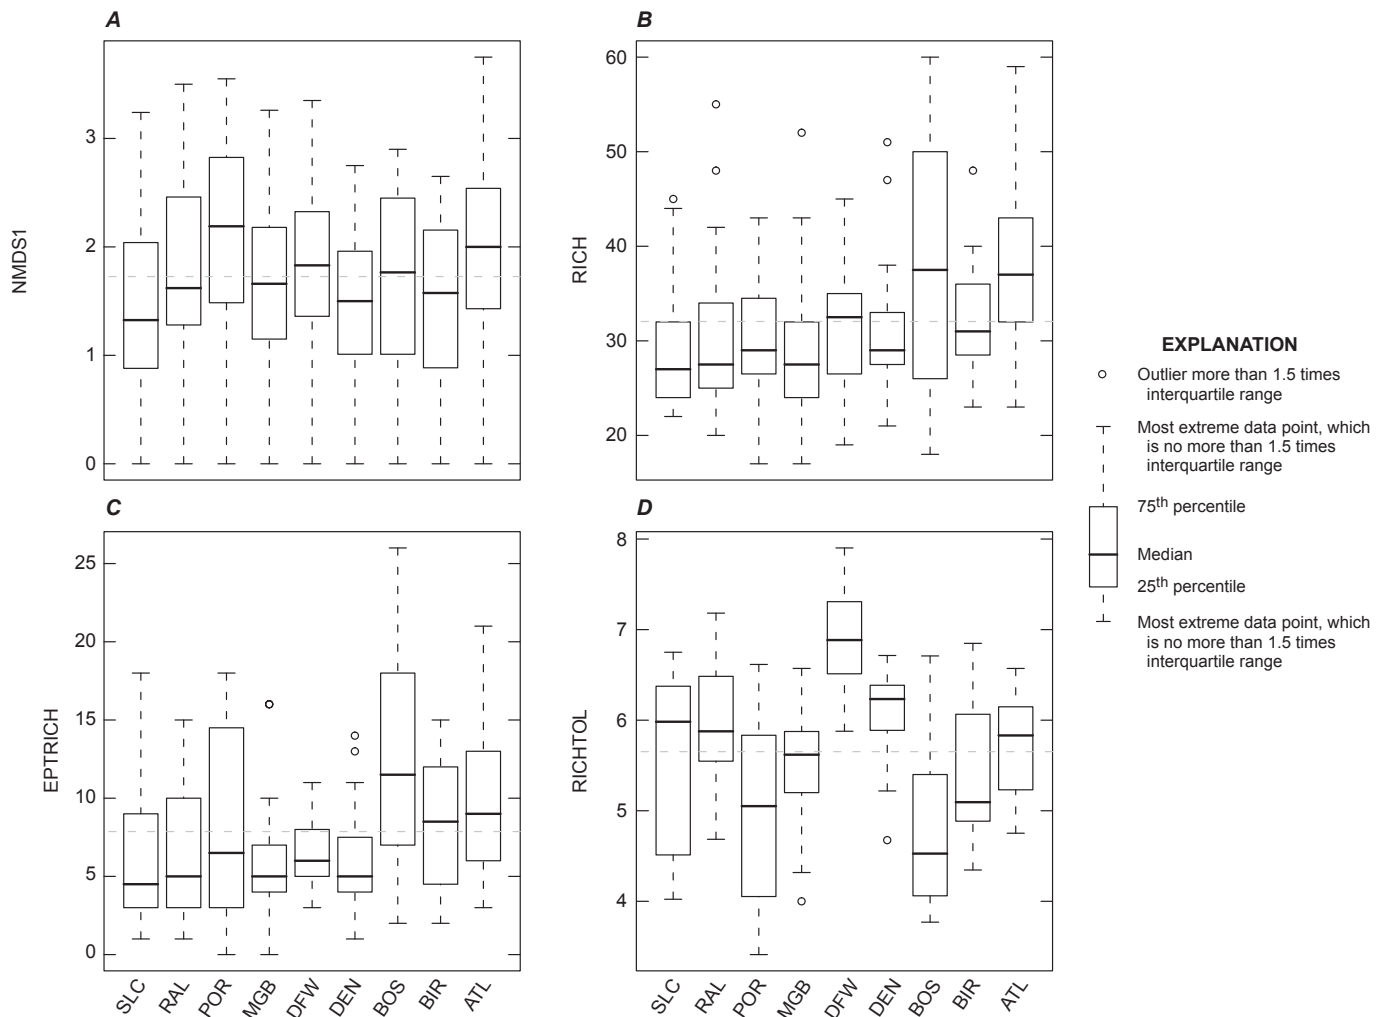 A
NMDS1
3
2
1
0
B
RICH
60
50
40
30
20
C
EPTRICH
25
20
15
10
5
0
SLC
RAL
POR
MGB
DFW
DEN
BOS
BIR
ATL
D
RICHTOL
8
7
6
5
4
SLC
RAL
POR
MGB
DFW
DEN
BOS
BIR
ATL
EXPLANATION
Outlier more than 1.5 times
interquartile range
Most extreme data point, which
is no more than 1.5 times
interquartile range
75th percentile
Median
25th percentile
Most extreme data point, which
is no more than 1.5 times
interquartile range